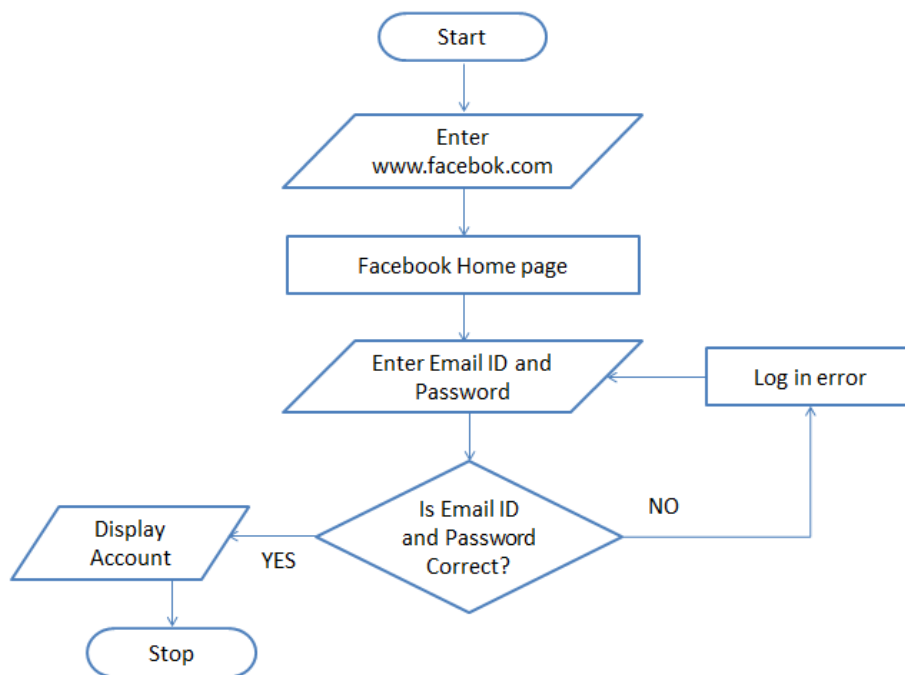 Start
Enter
www.facebok.com
Facebook Home page
Enter Email ID and
Password
Log in error
Is Email ID
and Password
Correct?
NO
YES
Display
Account
Stop